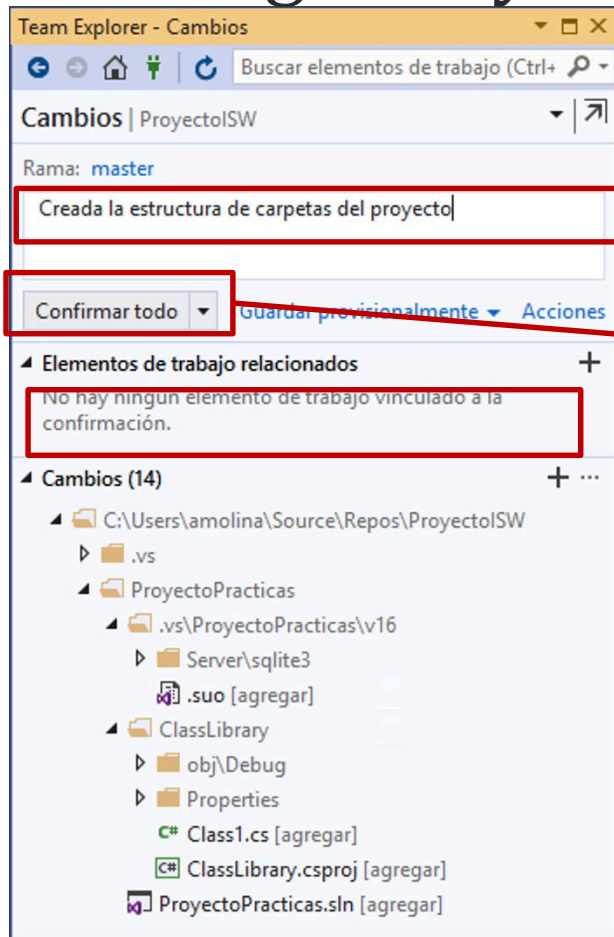 Team Explorer - Cambios
Buscar elementos de trabajo (Ctrl+
Cambios | ProyectoISW
Rama: master
Creada la estructura de carpetas del proyecto
Confirmar todo Guardar provisionalmente Acciones
Elementos de trabajo relacionados
No hay ningún elemento de trabajo vinculado a la
confirmación.
Cambios (14)
C:\Users\amolina\Source\Repos\ProyectoISW
.vs
ProyectoPracticas
.vs\ProyectoPracticas\v16
Server\sqlite3
.suo [agregar]
ClassLibrary
obj\Debug
Properties
C# Class1.cs [agregar]
C# ClassLibrary.csproj [agregar]
ProyectoPracticas.sln [agregar]